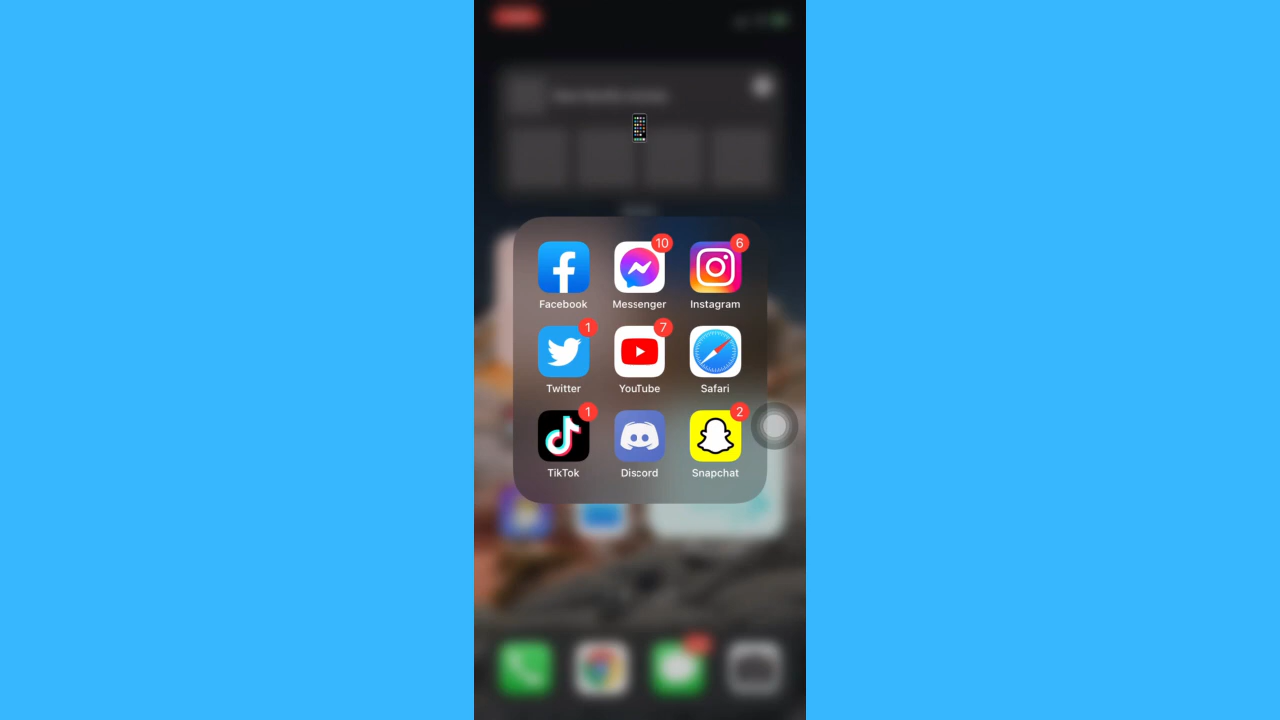 10
6
Facebook
Messenger
Instagram
1
7
Twitter
YouTube
Safari
1
2
TikTok
Discord
Snapchat